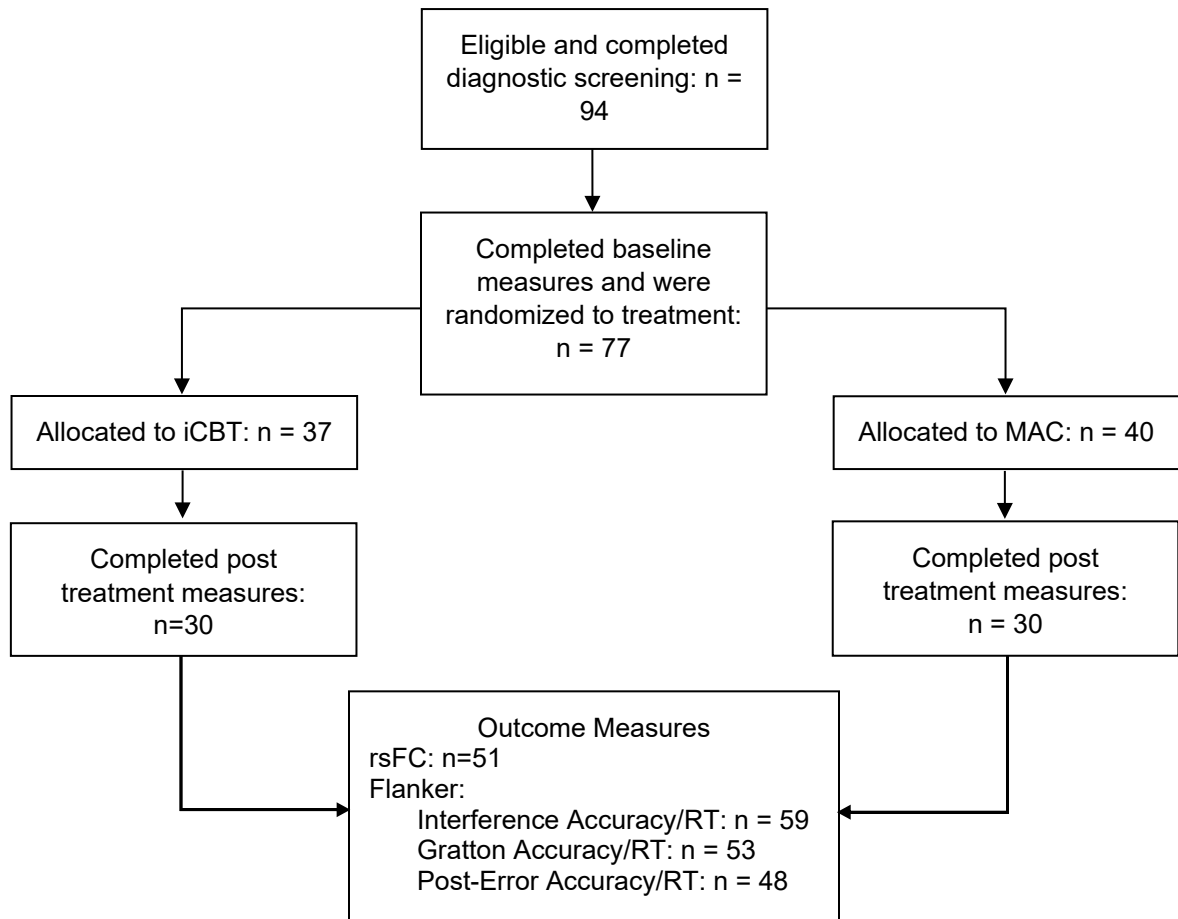 Eligible and completed
diagnostic screening: n =
94
Completed baseline
measures and were
randomized to treatment:
n = 77
Allocated to iCBT: n = 37
Allocated to MAC: n = 40
Completed post
treatment measures:
n=30
Completed post
treatment measures:
n = 30
Outcome Measures
rsFC: n=51
Flanker:
Interference Accuracy/RT: n = 59
Gratton Accuracy/RT: n = 53
Post-Error Accuracy/RT: n = 48